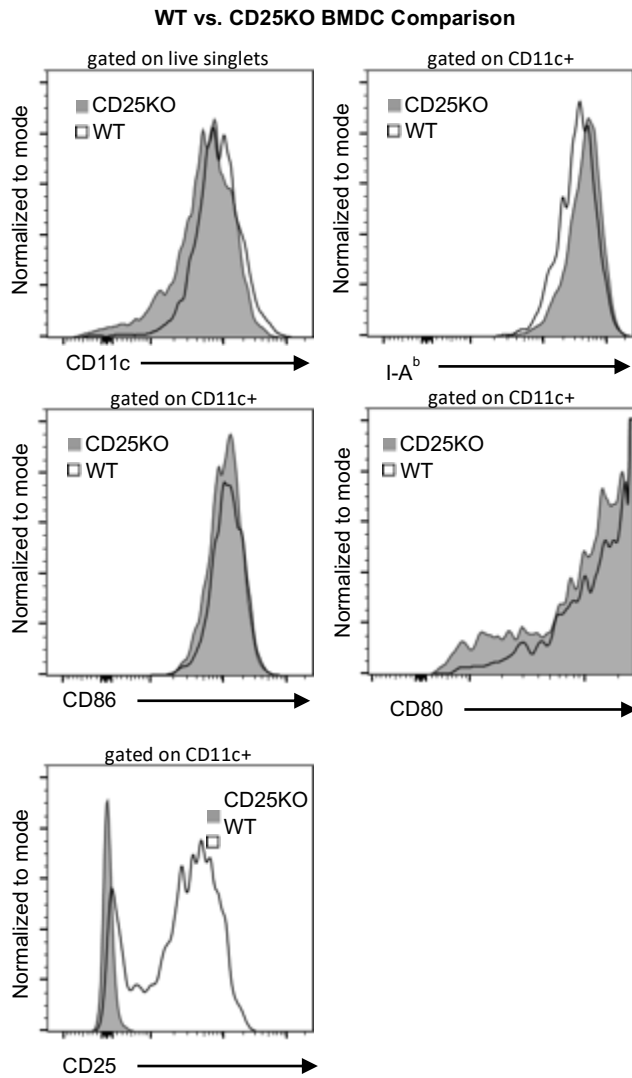 WT vs. CD25KO BMDC Comparison
gated on live singlets
CD25KO
WT
Normalized to mode
CD11c
gated on CD11c+
CD25KO
WT
Normalized to mode
I-Aᵇ
gated on CD11c+
CD25KO
WT
Normalized to mode
CD86
gated on CD11c+
CD25KO
WT
Normalized to mode
CD80
gated on CD11c+
CD25KO
WT
Normalized to mode
CD25